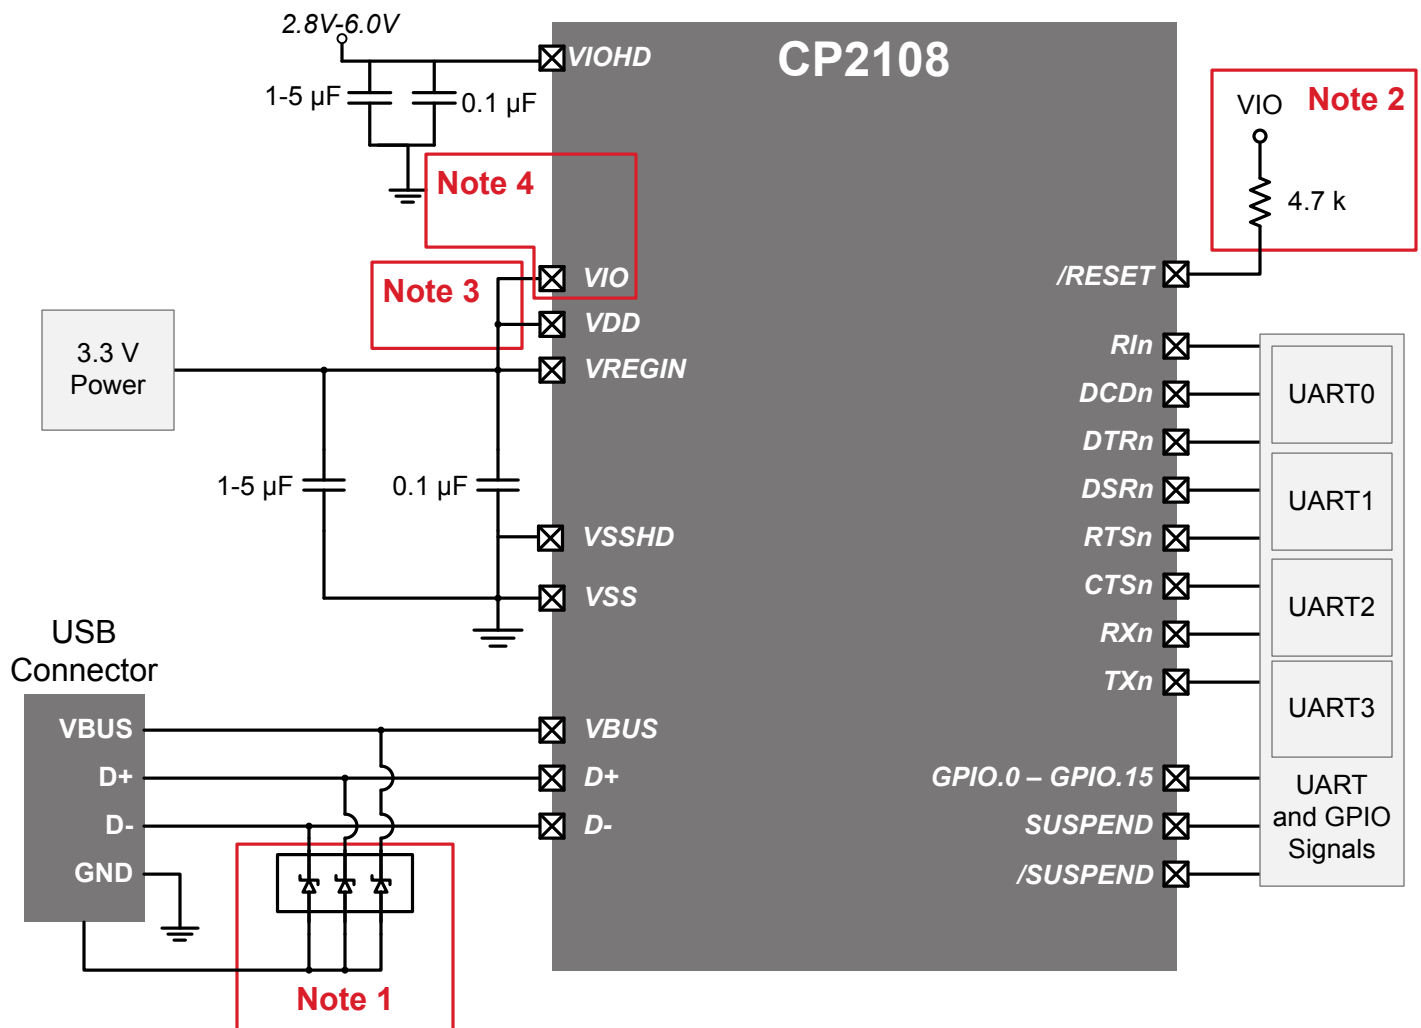 2.8V-6.0V
CP2108
VIOHD
1-5 µF
0.1 µF
VIO
Note 2
4.7 k
Note 4
VIO
/RESET
Note 3
VDD
3.3 V
Power
VREGIN
RIn
DCDn
DTRn
DSRn
RTSn
CTSn
RXn
TXn
UART0
UART1
UART2
UART3
1-5 µF
0.1 µF
VSSHD
VSS
USB
Connector
VBUS
D+
D-
GND
VBUS
D+
D-
GPIO.0 – GPIO.15
SUSPEND
/SUSPEND
UART
and GPIO
Signals
Note 1